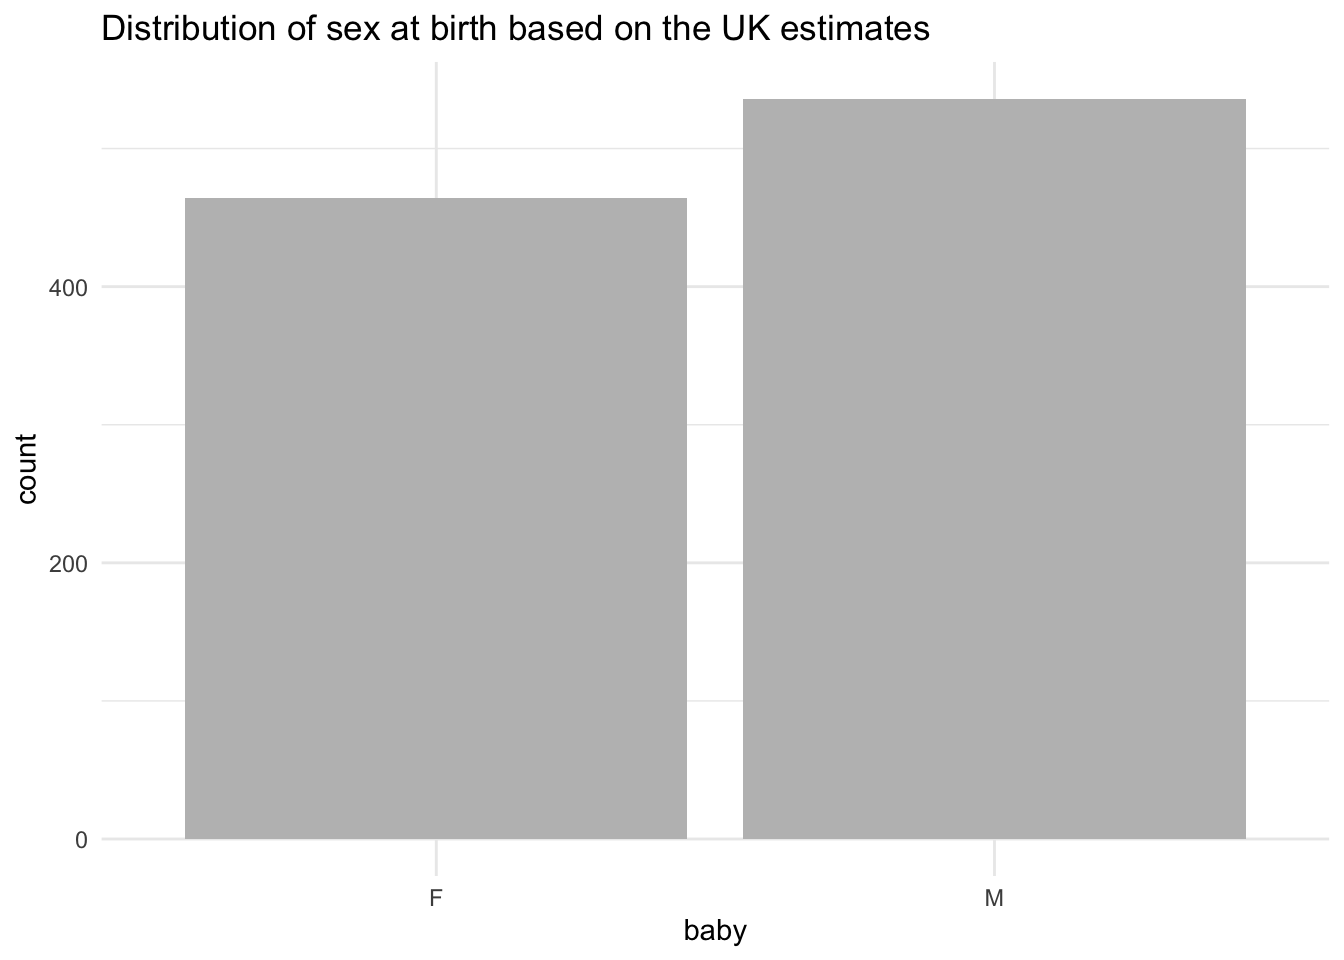 Distribution of sex at birth based on the UK estimates
count
400
200
0
F
M
baby